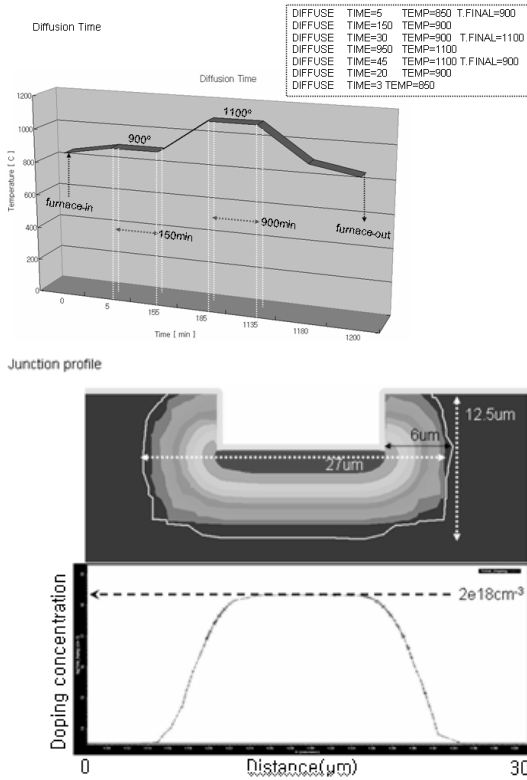 Diffusion Time
DIFFUSE TIME=5 TEMP=850 T.FINAL=900
DIFFUSE TIME=150 TEMP=900
DIFFUSE TIME=30 TEMP=900 T.FINAL=1100
DIFFUSE TIME=950 TEMP=1100
DIFFUSE TIME=45 TEMP=1100 T.FINAL=900
DIFFUSE TIME=20 TEMP=900
DIFFUSE TIME=3 TEMP=850
Diffusion Time
1200
1000
800
600
400
200
0
Temperature [ C ]
900º
1100º
furnace-in
150min
900min
furnace-out
0
5
155
185
1135
1180
1200
Time [ min ]
Junction profile
12.5um
6um
27um
2e18cm-3
Doping concentration
0
Distance(μm)
30